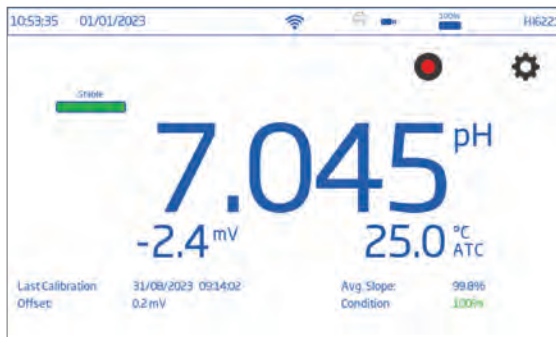 10:53:35 01/01/2023 100% HI622
Stable
7.045 pH
-2.4 mV 25.0 °C ATC
Last Calibration 31/08/2023 09:14:02 Avg. Slope: 99.8%
Offset: 0.2 mV Condition 100%